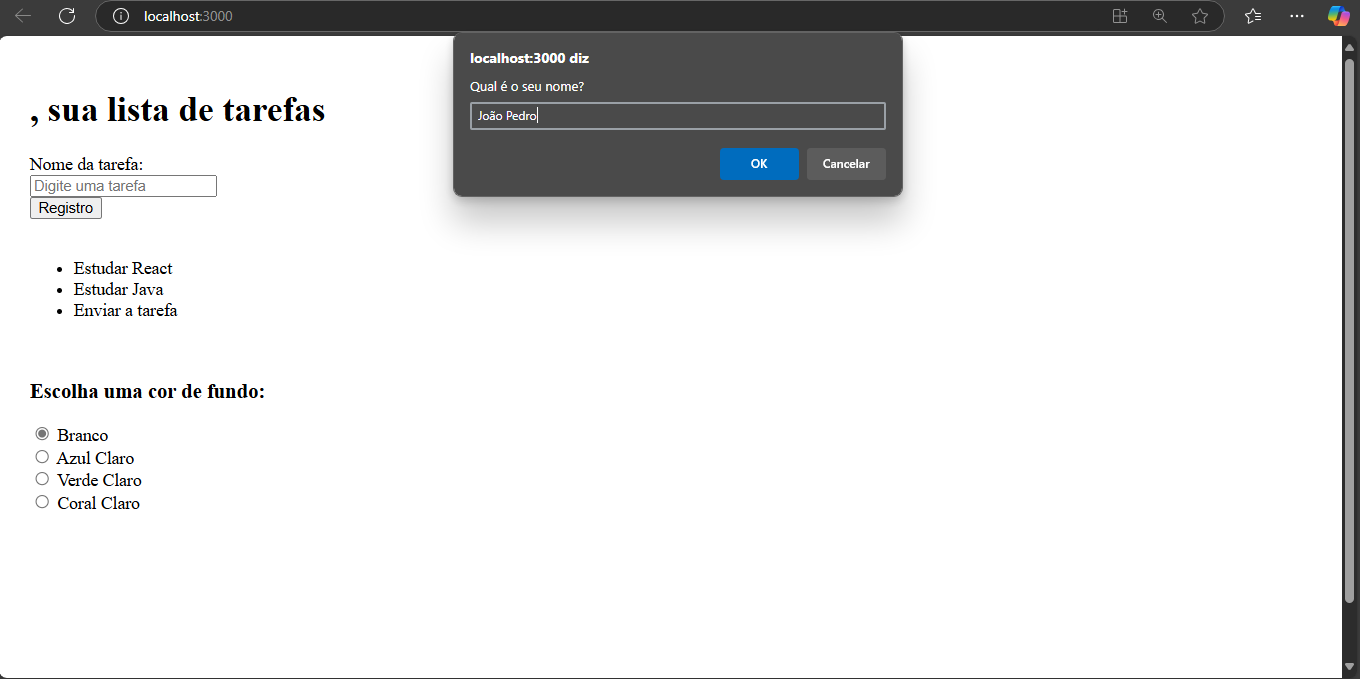 localhost:3000
localhost:3000 diz
Qual é o seu nome?
João Pedro
OK
Cancelar
, sua lista de tarefas
Nome da tarefa:
Digite uma tarefa
Registro
Estudar React
Estudar Java
Enviar a tarefa
Escolha uma cor de fundo:
Branco
Azul Claro
Verde Claro
Coral Claro